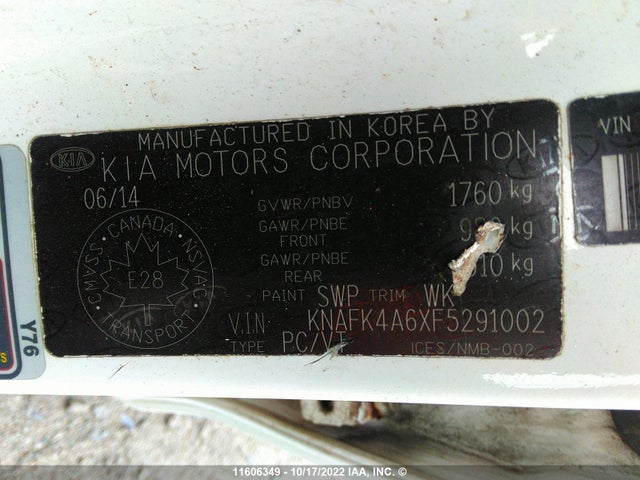 MANUFACTURED IN KOREA BY
KIA KIA MOTORS CORPORATION
06/14
GVWR/PNBV 1760 kg
GAWR/PNBE FRONT kg
GAWR/PNBE REAR kg
PAINT SWP TRIM WK
V.I.N KNAFK4A6XF5291002
TYPE PC/VT ICES/NMB-002
CANADA
CMVSS NSVAC
E28
TRANSPORT
VIN
Y76
S
11606349 - 10/17/2022 IAA, INC. ©